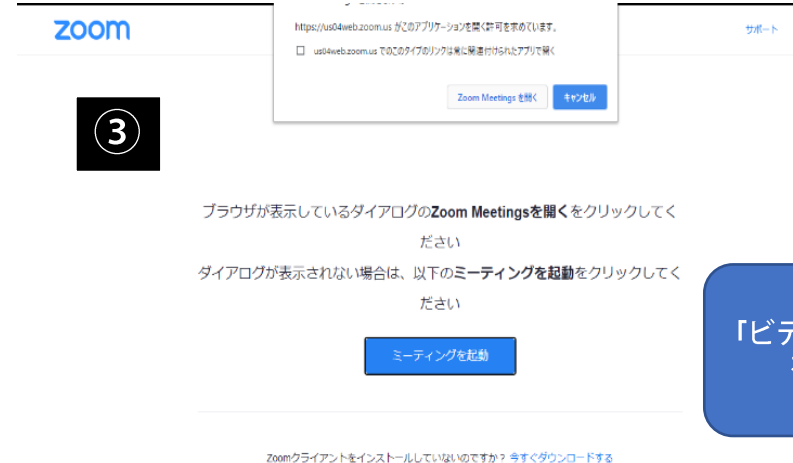 zoom
サポート
https://us04web.zoom.us がこのアプリケーションを開く許可を求めています。
us04web.zoom.us でのこのタイプのリンクは常に関連付けられたアプリで開く
Zoom Meetings を開く
キャンセル
③
ブラウザが表示しているダイアログのZoom Meetingsを開くをクリックしてく
ださい
ダイアログが表示されない場合は、以下のミーティングを起動をクリックしてく
ださい
ミーティングを起動
「ビデ
Zoomクライアントをインストールしていないのですか？ 今すぐダウンロードする